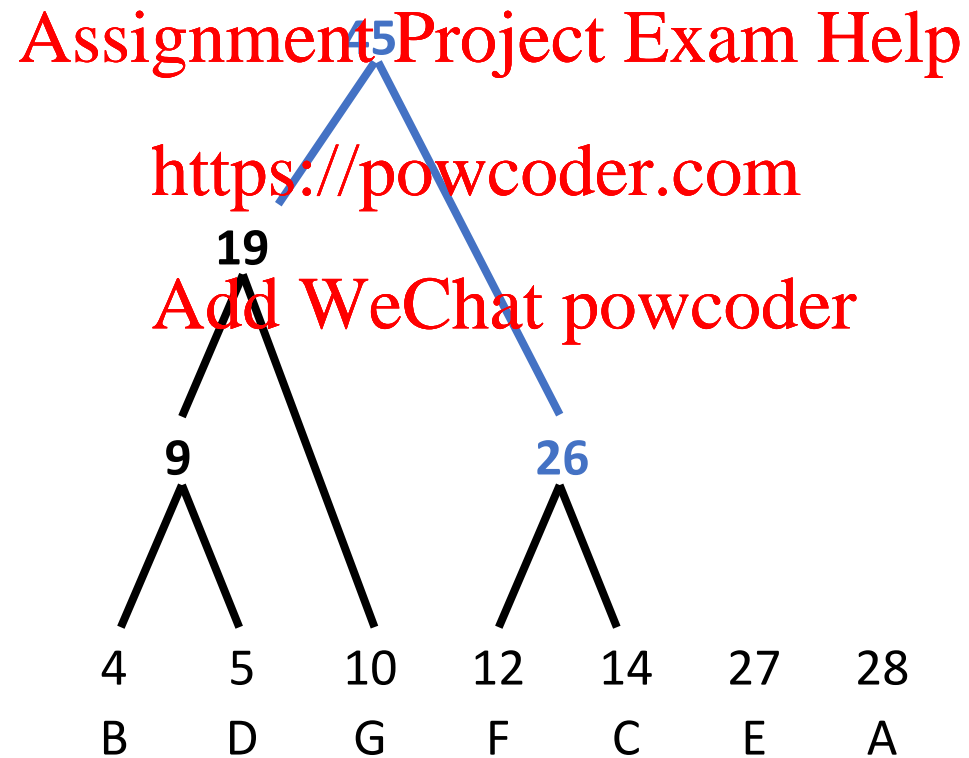 Assignment Project Exam Help
45
https://powcoder.com
19
Add WeChat powcoder
9 26
4 5 10 12 14 27 28
B D G F C E A